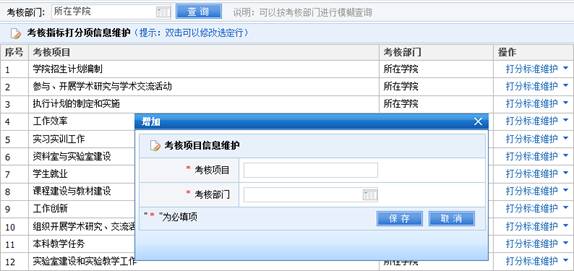 考核部门: 所在学院 查询 说明: 可以按考核部门进行模糊查询
考核指标打分项信息维护 (提示: 双击可以修改选定行)
序号 考核项目 考核部门 操作
1 学院招生计划编制 所在学院 打分标准维护
2 参与、开展学术研究与学术交流活动 所在学院 打分标准维护
3 执行计划的制定和实施 所在学院 打分标准维护
4 工作效率 打分标准维护
5 实习实训工作 打分标准维护
6 资料室与实验室建设 打分标准维护
7 学生就业 打分标准维护
8 课程建设与教材建设 打分标准维护
9 工作创新 打分标准维护
10 组织开展学术研究、交流活 打分标准维护
11 本科教学任务 打分标准维护
12 实验室建设和实验教学工作 所在学院 打分标准维护
增加
考核项目信息维护
* 考核项目
* 考核部门
"*"为必填项 保存 取消